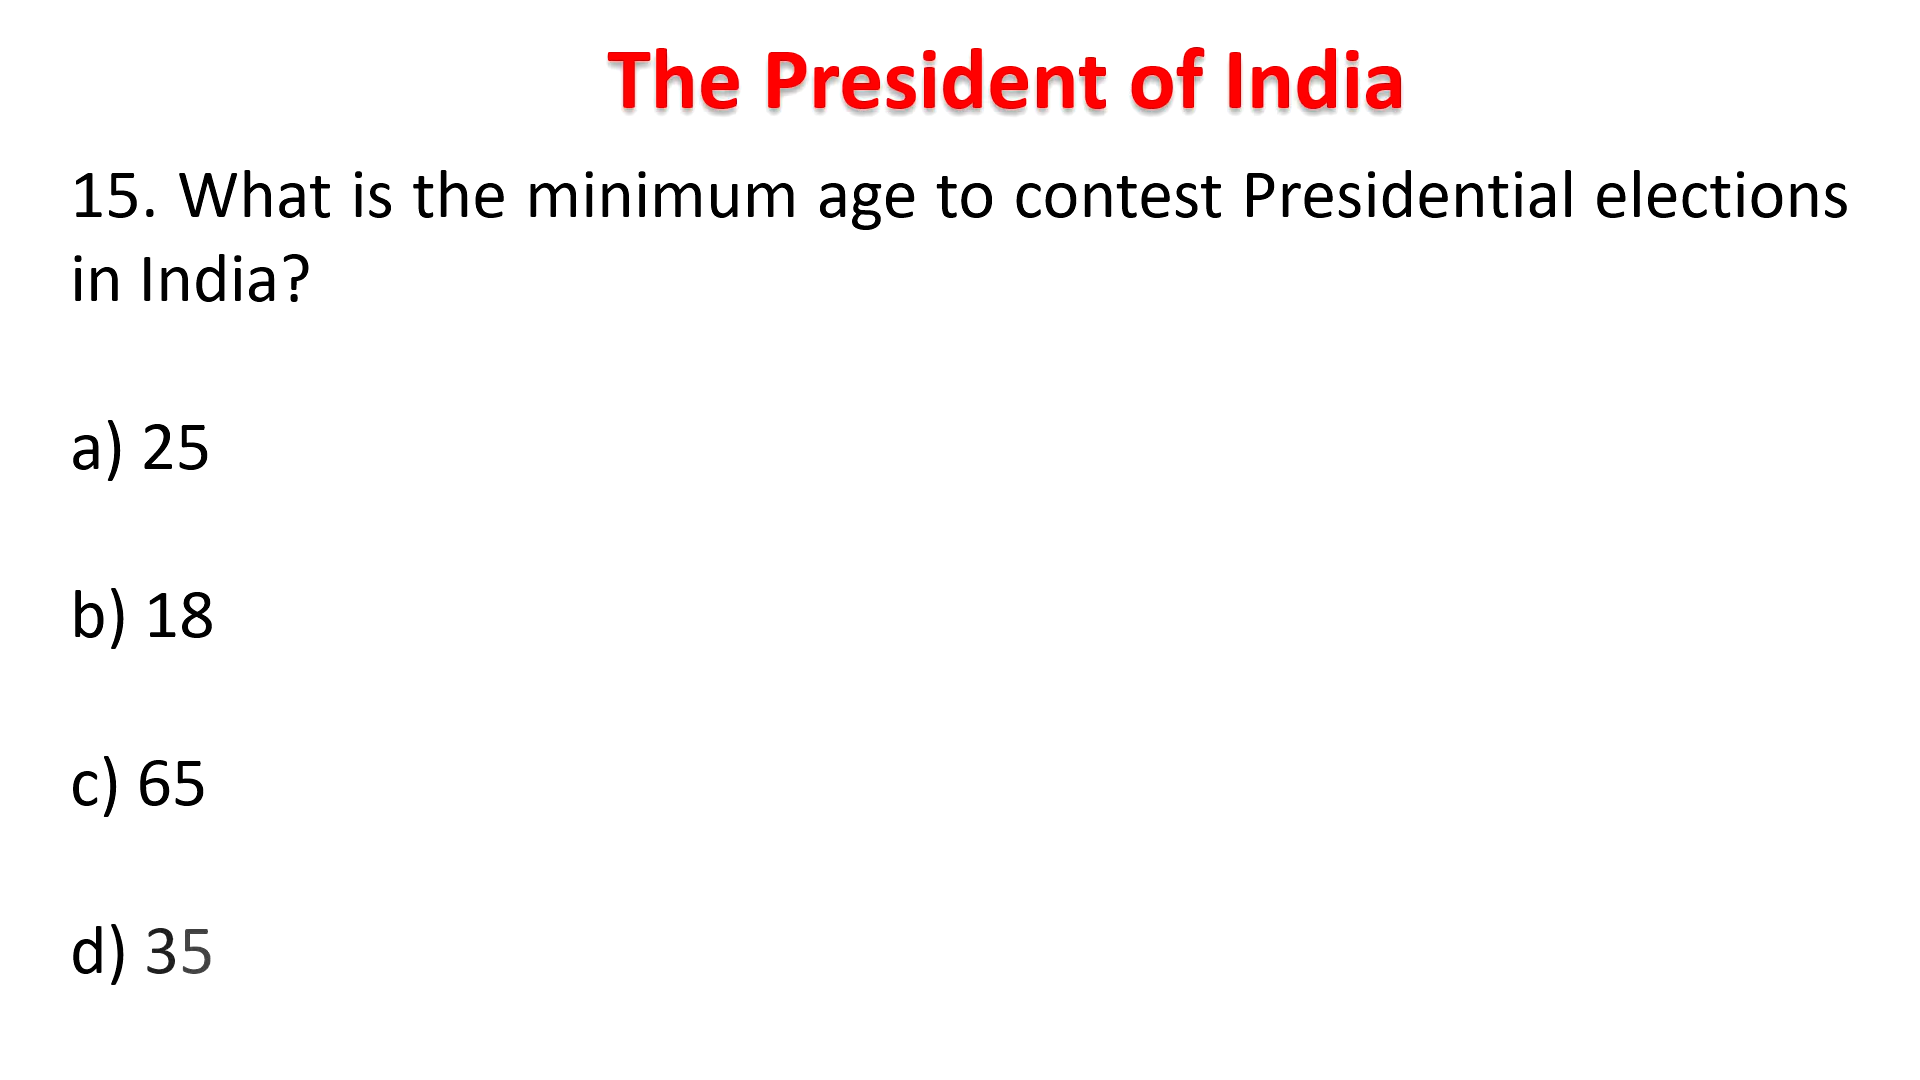 The President of India
15. What is the minimum age to contest Presidential elections
in India?
a) 25
b) 18
c) 65
d) 35